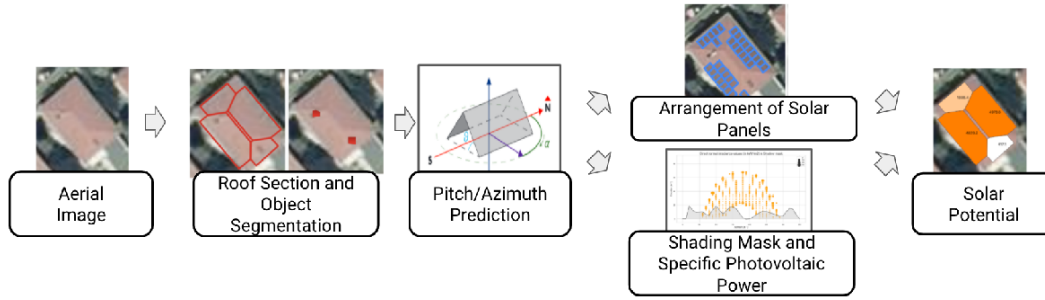 Aerial
Image
Roof Section and
Object
Segmentation
N
S
α
Pitch/Azimuth
Prediction
Arrangement of Solar
Panels
Shading Mask and
Specific Photovoltaic
Power
Solar
Potential